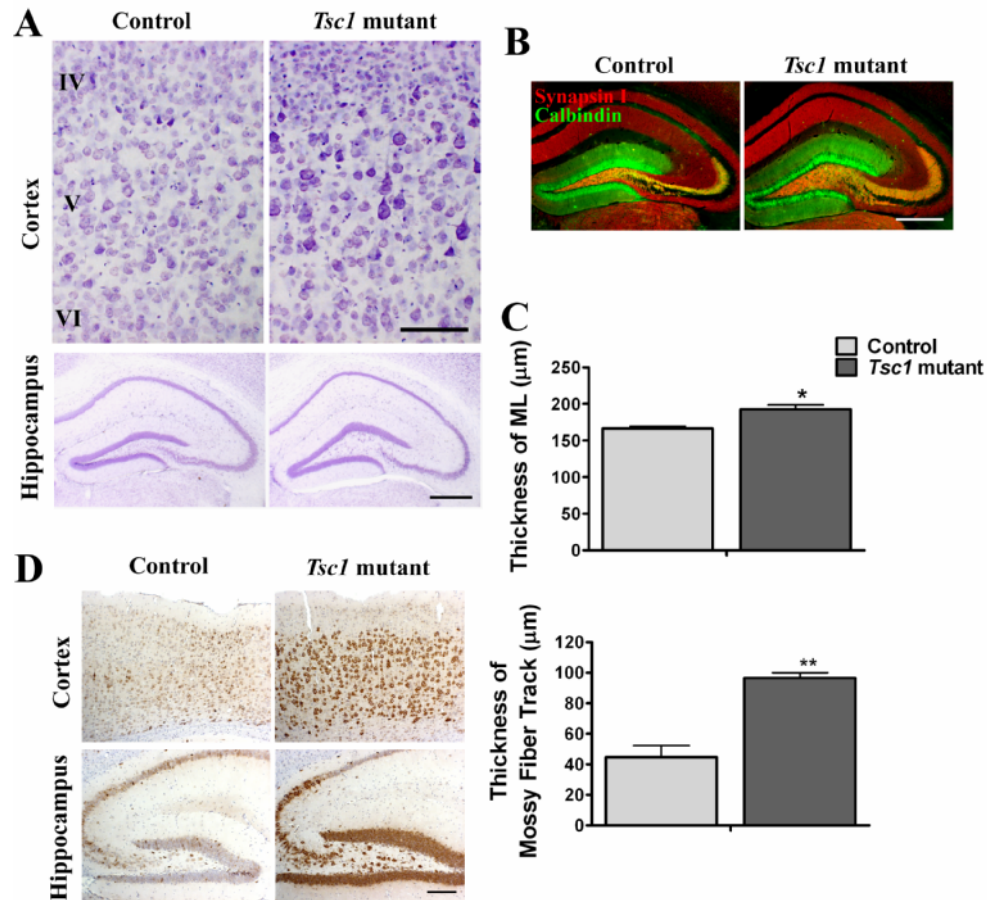 A
Control
Tsc1 mutant
Cortex
IV
V
VI
Hippocampus
B
Control
Tsc1 mutant
Synapsin I
Calbindin
C
Control
Tsc1 mutant
Thickness of ML (µm)
250
200
150
100
50
0
*
Thickness of
Mossy Fiber Track (µm)
120
100
80
60
40
20
0
**
D
Control
Tsc1 mutant
Cortex
Hippocampus